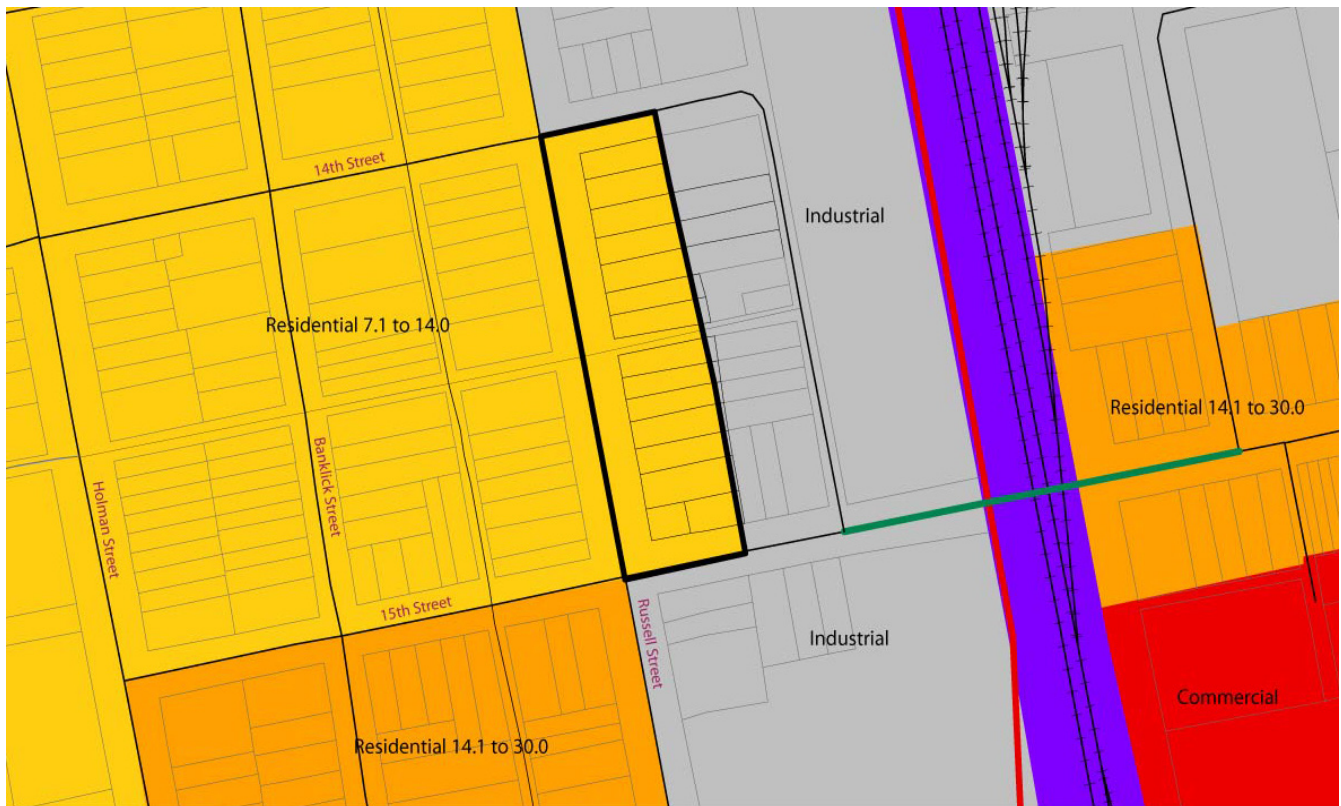 14th Street
Industrial
Residential 7.1 to 14.0
Residential 14.1 to 30.0
Banklick Street
Holman Street
15th Street
Russell Street
Industrial
Commercial
Residential 14.1 to 30.0